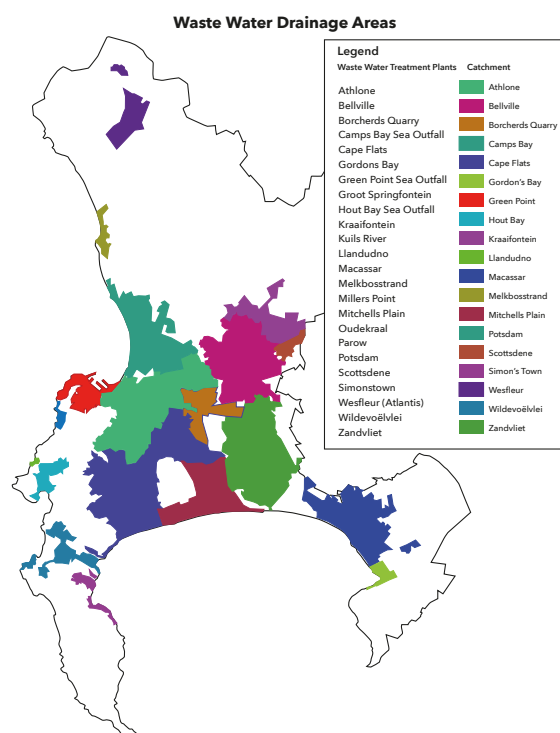 Waste Water Drainage Areas
Legend
Waste Water Treatment Plants
Athlone
Bellville
Borcherds Quarry
Camps Bay Sea Outfall
Cape Flats
Gordons Bay
Green Point Sea Outfall
Groot Springfontein
Hout Bay Sea Outfall
Kraaifontein
Kuils River
Llandudno
Macassar
Melkbosstrand
Millers Point
Mitchells Plain
Oudekraal
Parow
Potsdam
Scottsdene
Simonstown
Wesfleur (Atlantis)
Wildevoëlvlei
Zandvliet
Catchment
Athlone
Bellville
Borcherds Quarry
Camps Bay
Cape Flats
Gordon's Bay
Green Point
Hout Bay
Kraaifontein
Llandudno
Macassar
Melkbosstrand
Mitchells Plain
Potsdam
Scottsdene
Simon's Town
Wesfleur
Wildevoëlvlei
Zandvliet